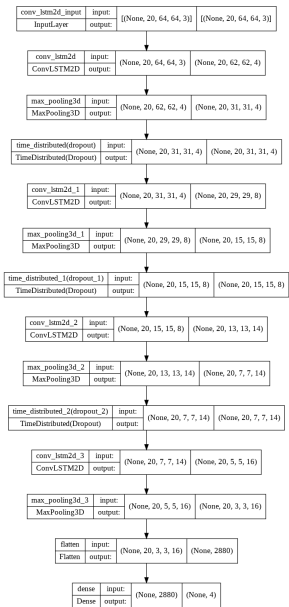 conv_lstm2d_input input: [(None, 20, 64, 64, 3)] [(None, 20, 64, 64, 3)]
InputLayer output:
conv_lstm2d input: (None, 20, 64, 64, 3) (None, 20, 62, 62, 4)
ConvLSTM2D output:
max_pooling3d input: (None, 20, 62, 62, 4) (None, 20, 31, 31, 4)
MaxPooling3D output:
time_distributed(dropout) input: (None, 20, 31, 31, 4) (None, 20, 31, 31, 4)
TimeDistributed(Dropout) output:
conv_lstm2d_1 input: (None, 20, 31, 31, 4) (None, 20, 29, 29, 8)
ConvLSTM2D output:
max_pooling3d_1 input: (None, 20, 29, 29, 8) (None, 20, 15, 15, 8)
MaxPooling3D output:
time_distributed_1(dropout_1) input: (None, 20, 15, 15, 8) (None, 20, 15, 15, 8)
TimeDistributed(Dropout) output:
conv_lstm2d_2 input: (None, 20, 15, 15, 8) (None, 20, 13, 13, 14)
ConvLSTM2D output:
max_pooling3d_2 input: (None, 20, 13, 13, 14) (None, 20, 7, 7, 14)
MaxPooling3D output:
time_distributed_2(dropout_2) input: (None, 20, 7, 7, 14) (None, 20, 7, 7, 14)
TimeDistributed(Dropout) output:
conv_lstm2d_3 input: (None, 20, 7, 7, 14) (None, 20, 5, 5, 16)
ConvLSTM2D output:
max_pooling3d_3 input: (None, 20, 5, 5, 16) (None, 20, 3, 3, 16)
MaxPooling3D output:
flatten input: (None, 20, 3, 3, 16) (None, 2880)
Flatten output:
dense input: (None, 2880) (None, 4)
Dense output: